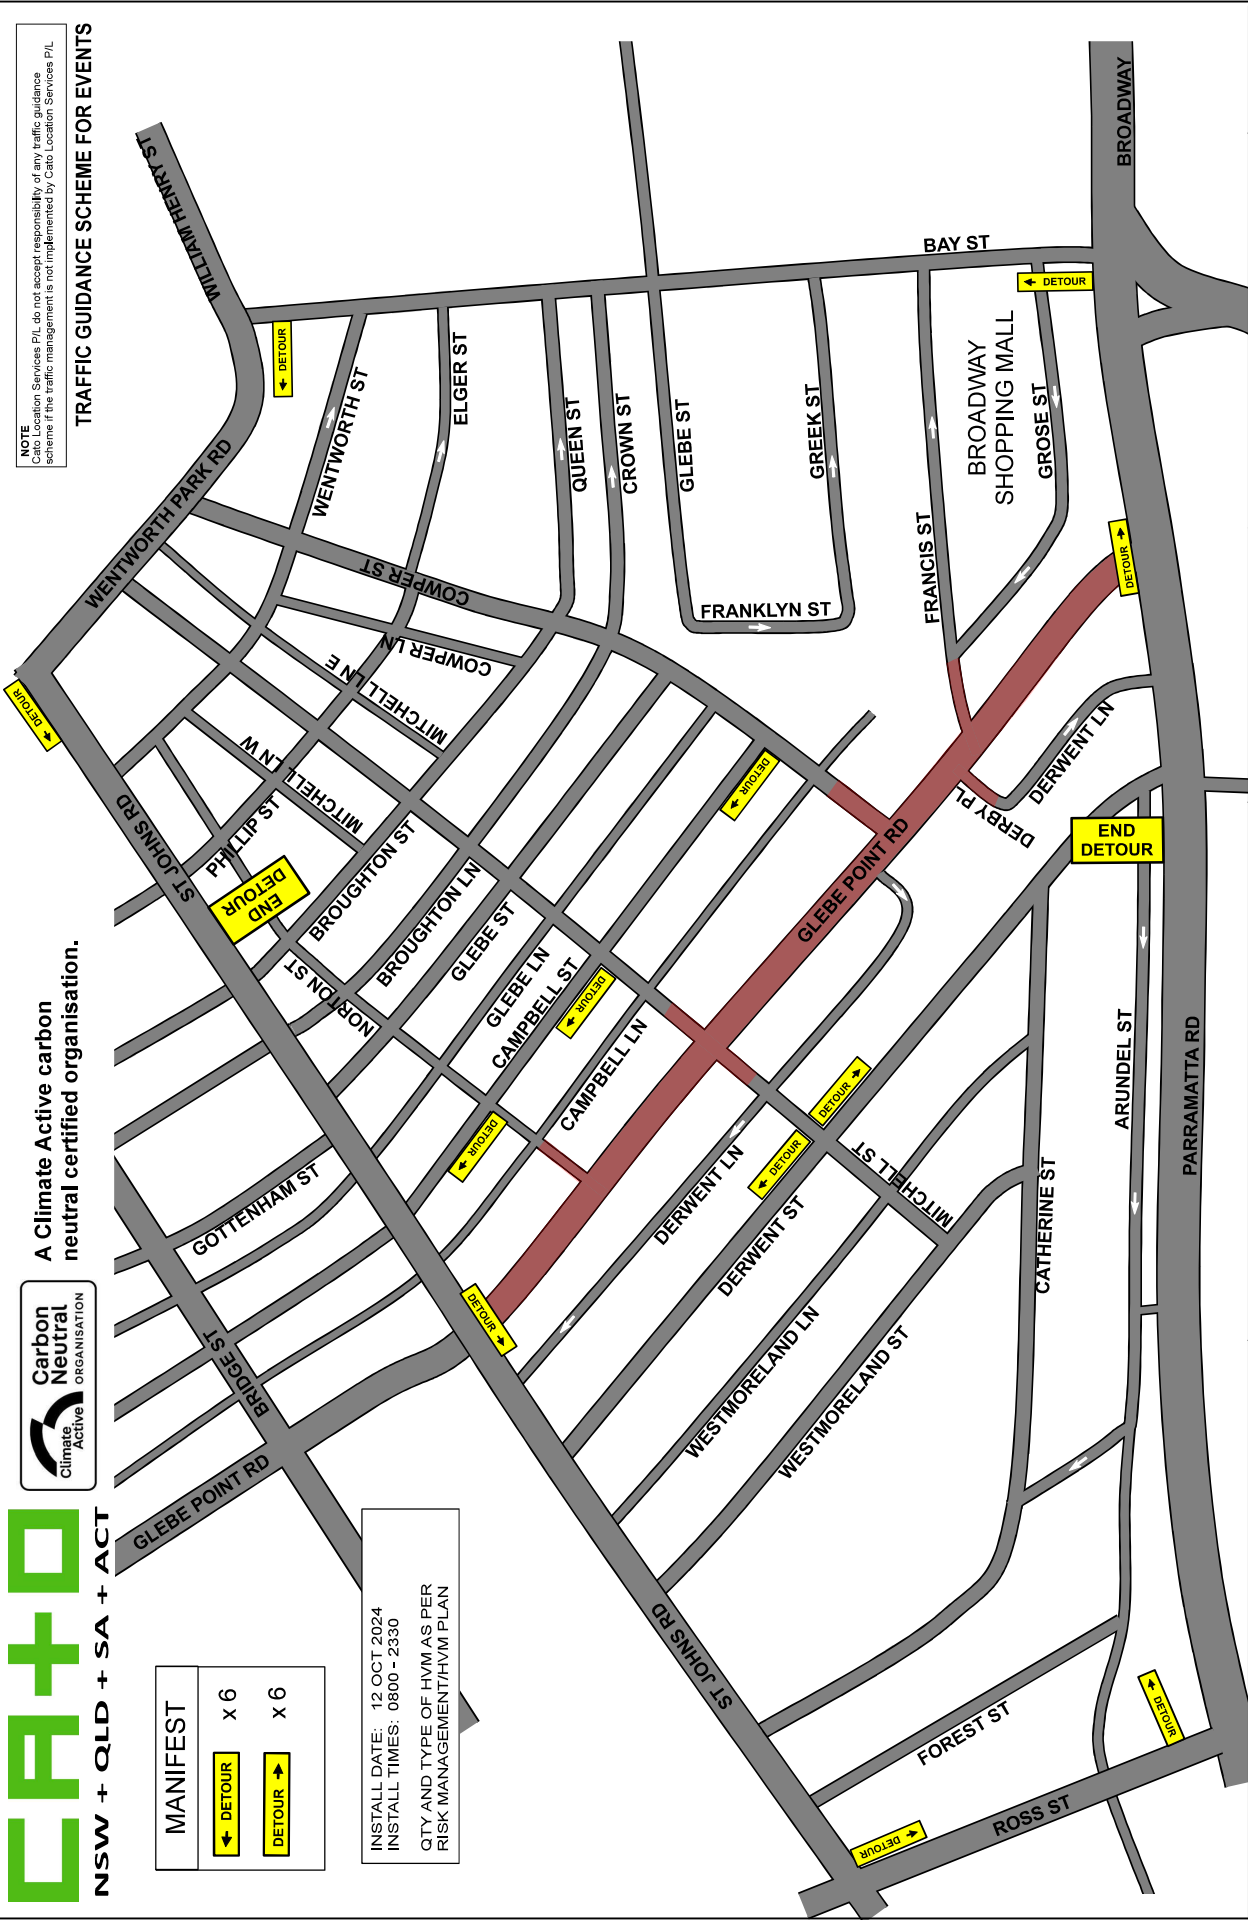 NOTE
Cato Location Services P/L do not accept responsibility of any traffic guidance
scheme if the traffic management is not implemented by Cato Location Services P/L
TRAFFIC GUIDANCE SCHEME FOR EVENTS
A Climate Active carbon
neutral certified organisation.
Climate
Active
Carbon
Neutral
ORGANISATION
CA+O
NSW + QLD + SA + ACT
MANIFEST
← DETOUR x 6
DETOUR → x 6
INSTALL DATE: 12 OCT 2024
INSTALL TIMES: 0800 - 2330
QTY AND TYPE OF HVM AS PER
RISK MANAGEMENT/HVM PLAN
WILLIAM HENRY ST
WENTWORTH PARK RD
BAY ST
BROADWAY
← DETOUR
← DETOUR
WENTWORTH ST
ELGER ST
QUEEN ST
CROWN ST
GLEBE ST
GREEK ST
FRANKLYN ST
FRANCIS ST
BROADWAY
SHOPPING MALL
GROSE ST
DETOUR →
COWPER ST
COWPER LN
MITCHELL LN E
MITCHELL LN W
DETOUR →
ST JOHNS RD
PHILLIP ST
END
DETOUR
BROUGHTON ST
BROUGHTON LN
GLEBE ST
GLEBE LN
CAMPBELL ST
CAMPBELL LN
NORTON ST
← DETOUR
← DETOUR
← DETOUR
GLEBE POINT RD
DERBY PL
DERWENT LN
END
DETOUR
DETOUR →
← DETOUR
MITCHELL ST
DERWENT LN
DERWENT ST
WESTMORELAND LN
WESTMORELAND ST
CATHERINE ST
ARUNDEL ST
PARRAMATTA RD
GOTTENHAM ST
BRIDGE ST
GLEBE POINT RD
DETOUR →
ST JOHNS RD
FOREST ST
ROSS ST
DETOUR →
DETOUR →